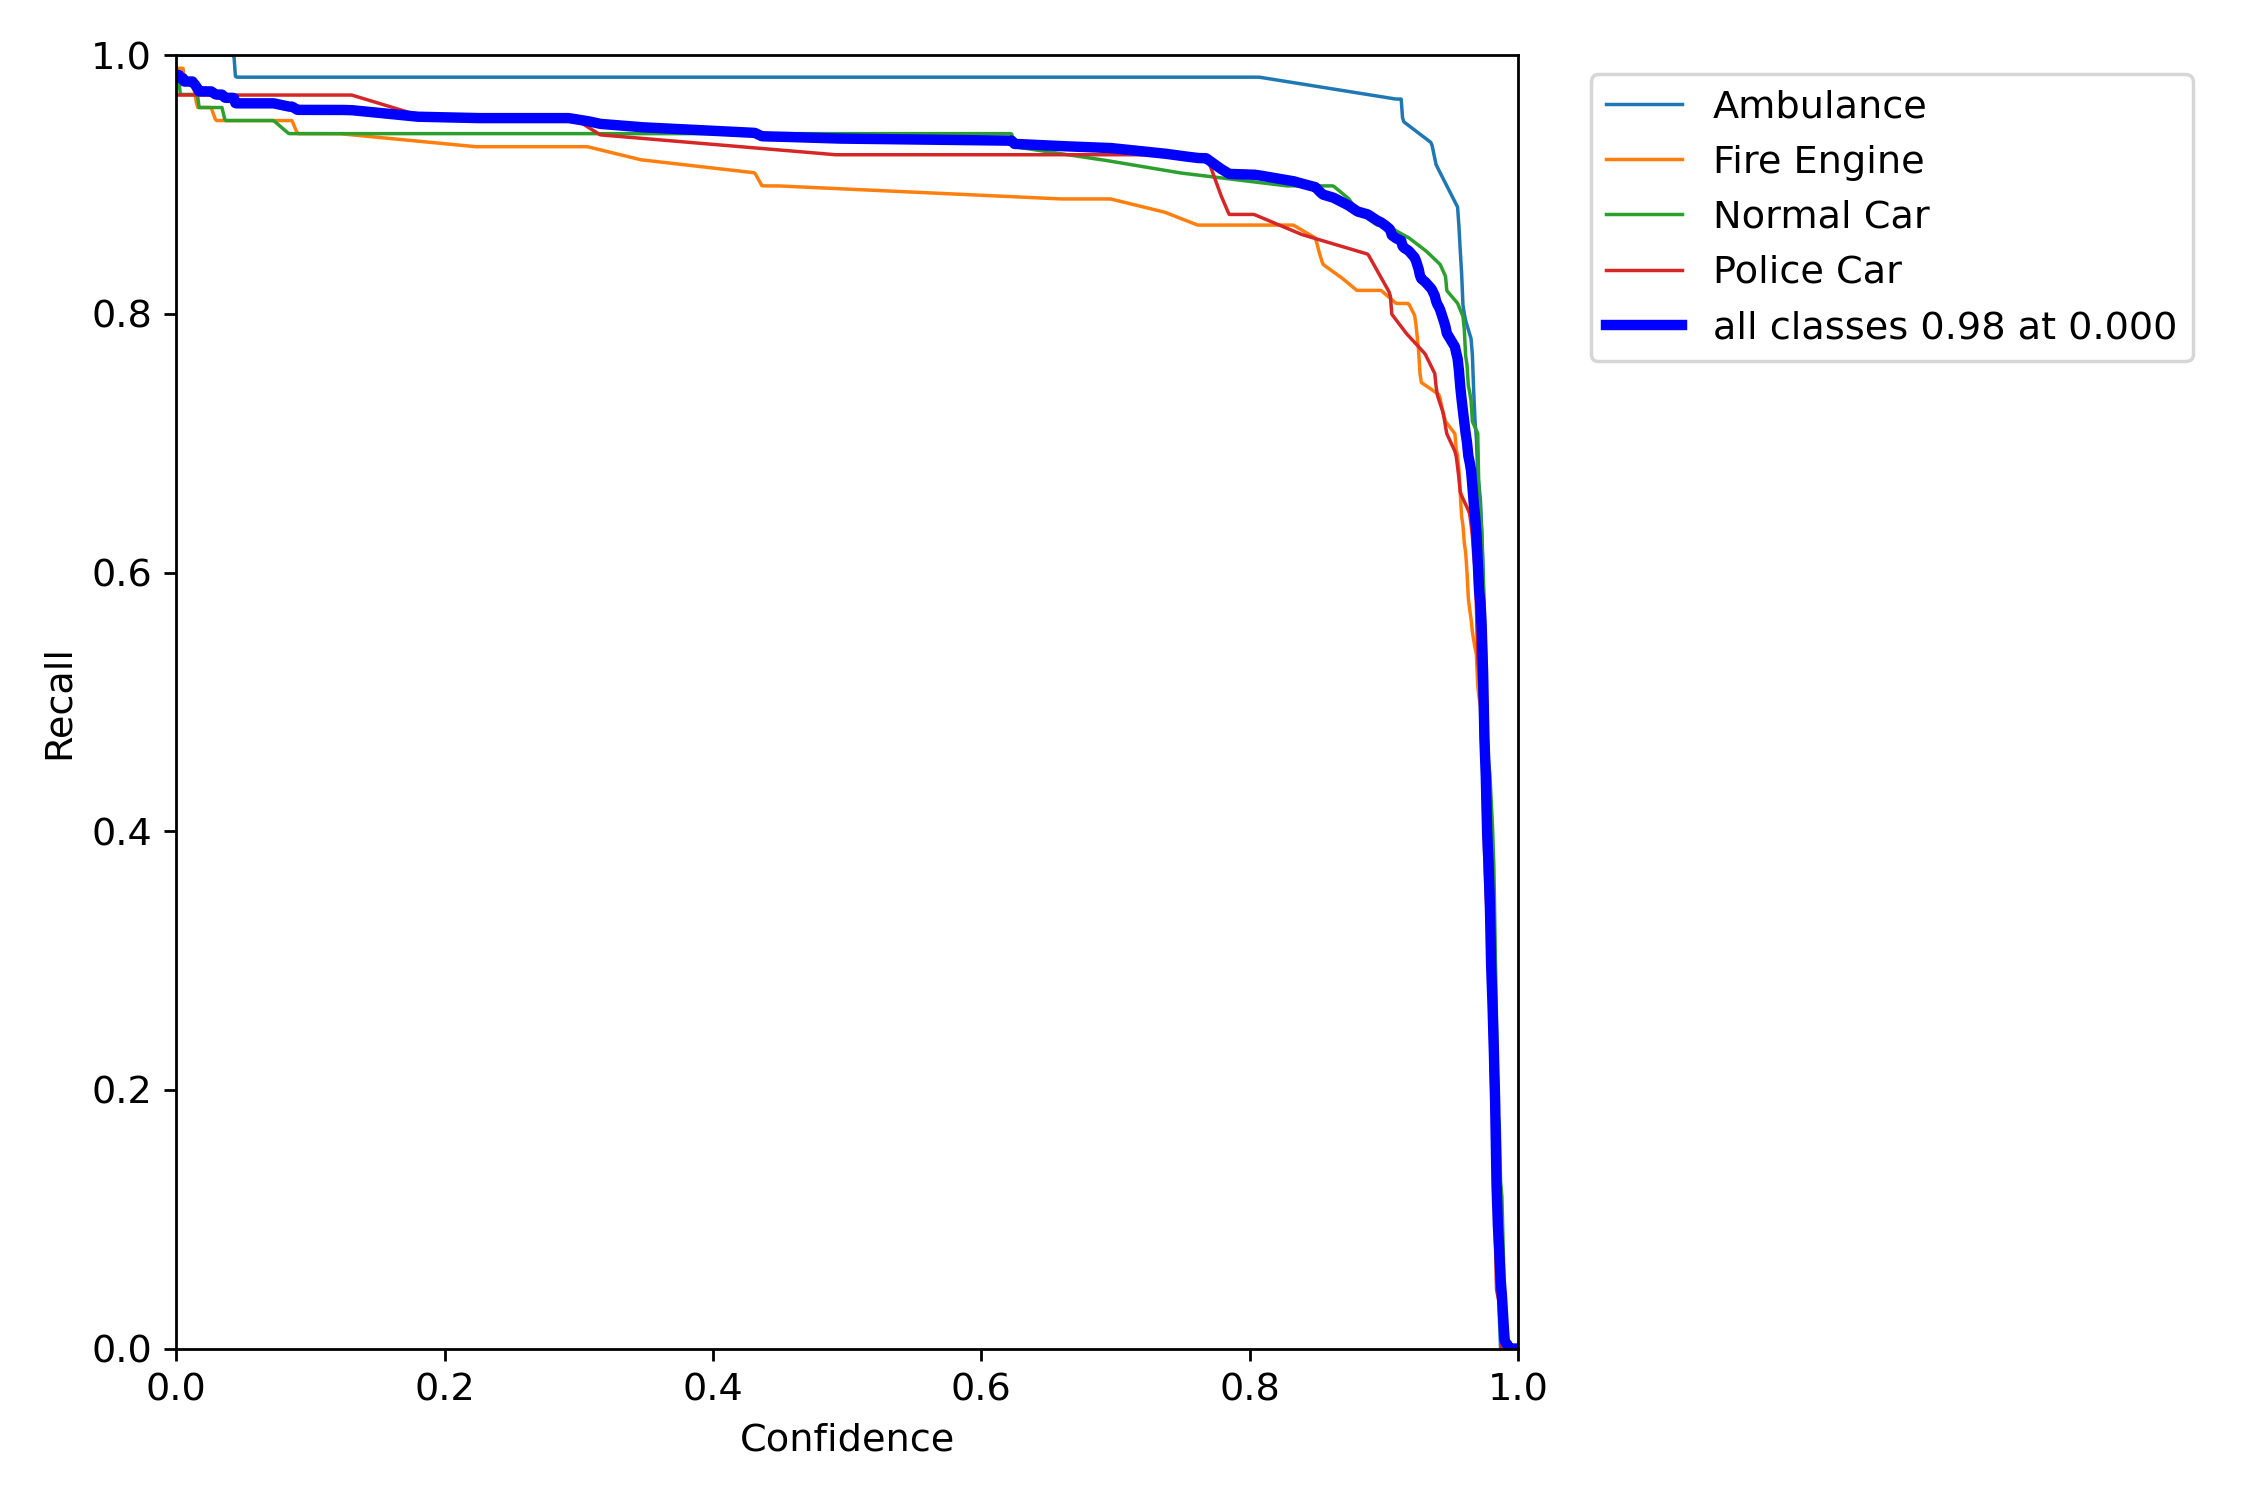 1.0
0.8
0.6
0.4
0.2
0.0
Recall
0.0 0.2 0.4 0.6 0.8 1.0
Confidence
Ambulance
Fire Engine
Normal Car
Police Car
all classes 0.98 at 0.000